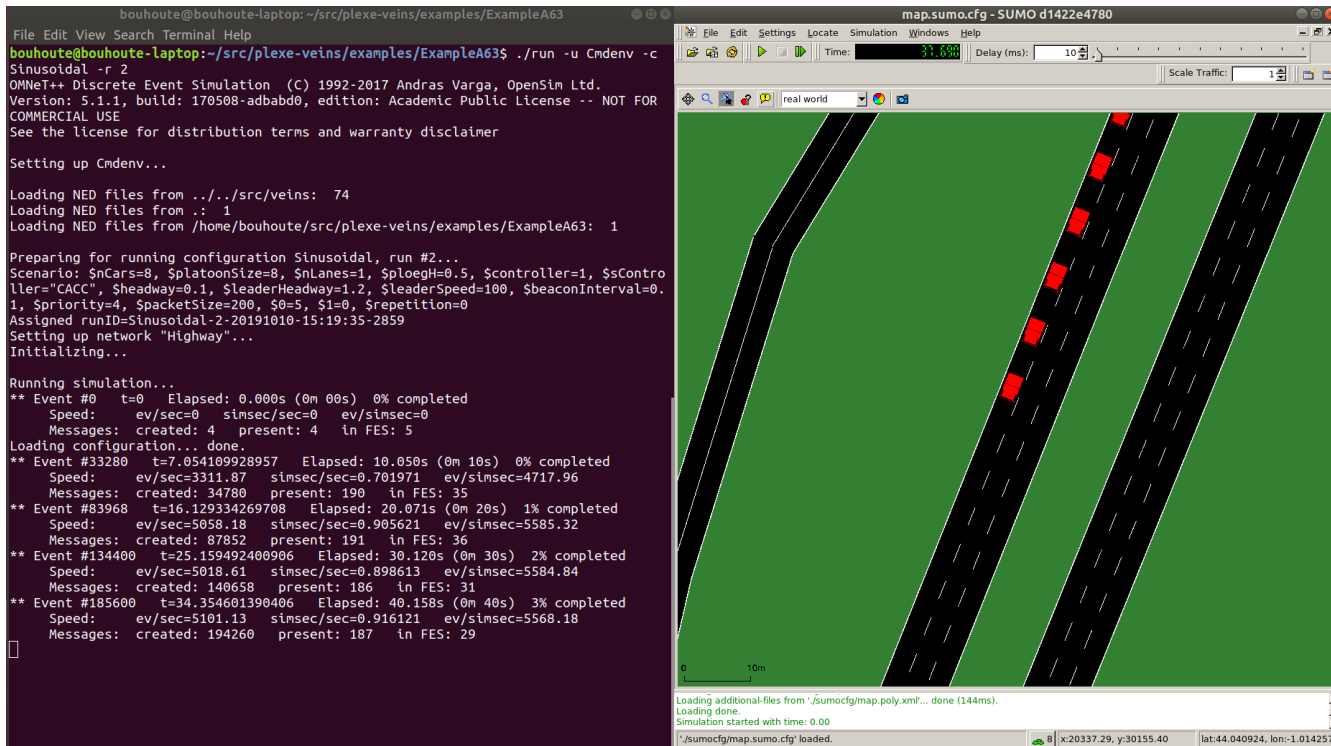 bouhoute@bouhoute-laptop: ~/src/plexe-veins/examples/ExampleA63
File Edit View Search Terminal Help
bouhoute@bouhoute-laptop:~/src/plexe-veins/examples/ExampleA63$ ./run -u Cmdenv -c
Sinusoidal -r 2
OMNeT++ Discrete Event Simulation  (C) 1992-2017 Andras Varga, OpenSim Ltd.
Version: 5.1.1, build: 170508-adbabd0, edition: Academic Public License -- NOT FOR
COMMERCIAL USE
See the license for distribution terms and warranty disclaimer
Setting up Cmdenv...
Loading NED files from ../../src/veins:  74
Loading NED files from .:  1
Loading NED files from /home/bouhoute/src/plexe-veins/examples/ExampleA63:  1
Preparing for running configuration Sinusoidal, run #2...
Scenario: $nCars=8, $platoonSize=8, $nLanes=1, $ploegH=0.5, $controller=1, $sContro
ller="CACC", $headway=0.1, $leaderHeadway=1.2, $leaderSpeed=100, $beaconInterval=0.
1, $priority=4, $packetSize=200, $0=5, $1=0, $repetition=0
Assigned runID=Sinusoidal-2-20191010-15:19:35-2859
Setting up network "Highway"...
Initializing...
Running simulation...
** Event #0   t=0   Elapsed: 0.000s (0m 00s)  0% completed
Speed:     ev/sec=0   simsec/sec=0   ev/simsec=0
Messages:  created: 4   present: 4   in FES: 5
Loading configuration... done.
** Event #33280   t=7.054109928957   Elapsed: 10.050s (0m 10s)  0% completed
Speed:     ev/sec=3311.87   simsec/sec=0.701971   ev/simsec=4717.96
Messages:  created: 34780   present: 190   in FES: 35
** Event #83968   t=16.129334269708   Elapsed: 20.071s (0m 20s)  1% completed
Speed:     ev/sec=5058.18   simsec/sec=0.905621   ev/simsec=5585.32
Messages:  created: 87852   present: 191   in FES: 36
** Event #134400   t=25.159492400906   Elapsed: 30.120s (0m 30s)  2% completed
Speed:     ev/sec=5018.61   simsec/sec=0.898613   ev/simsec=5584.84
Messages:  created: 140658   present: 186   in FES: 31
** Event #185600   t=34.354601390406   Elapsed: 40.158s (0m 40s)  3% completed
Speed:     ev/sec=5101.13   simsec/sec=0.916121   ev/simsec=5568.18
Messages:  created: 194260   present: 187   in FES: 29
map.sumo.cfg - SUMO d1422e4780
File Edit Settings Locate Simulation Windows Help
Time: 37.690 Delay (ms): 10
Scale Traffic: 1
real world
0 10m
Loading additional-files from './sumocfg/map.poly.xml'... done (144ms).
Loading done.
Simulation started with time: 0.00
'./sumocfg/map.sumo.cfg' loaded. 8 x:20337.29, y:30155.40 lat:44.040924, lon:-1.014257